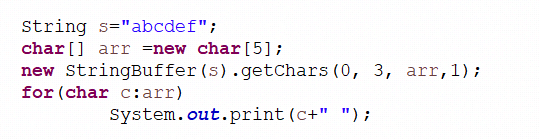 String s="abcdef";
char[] arr =new char[5];
new StringBuffer(s).getChars(0, 3, arr,1);
for(char c:arr)
System.out.print(c+" ");